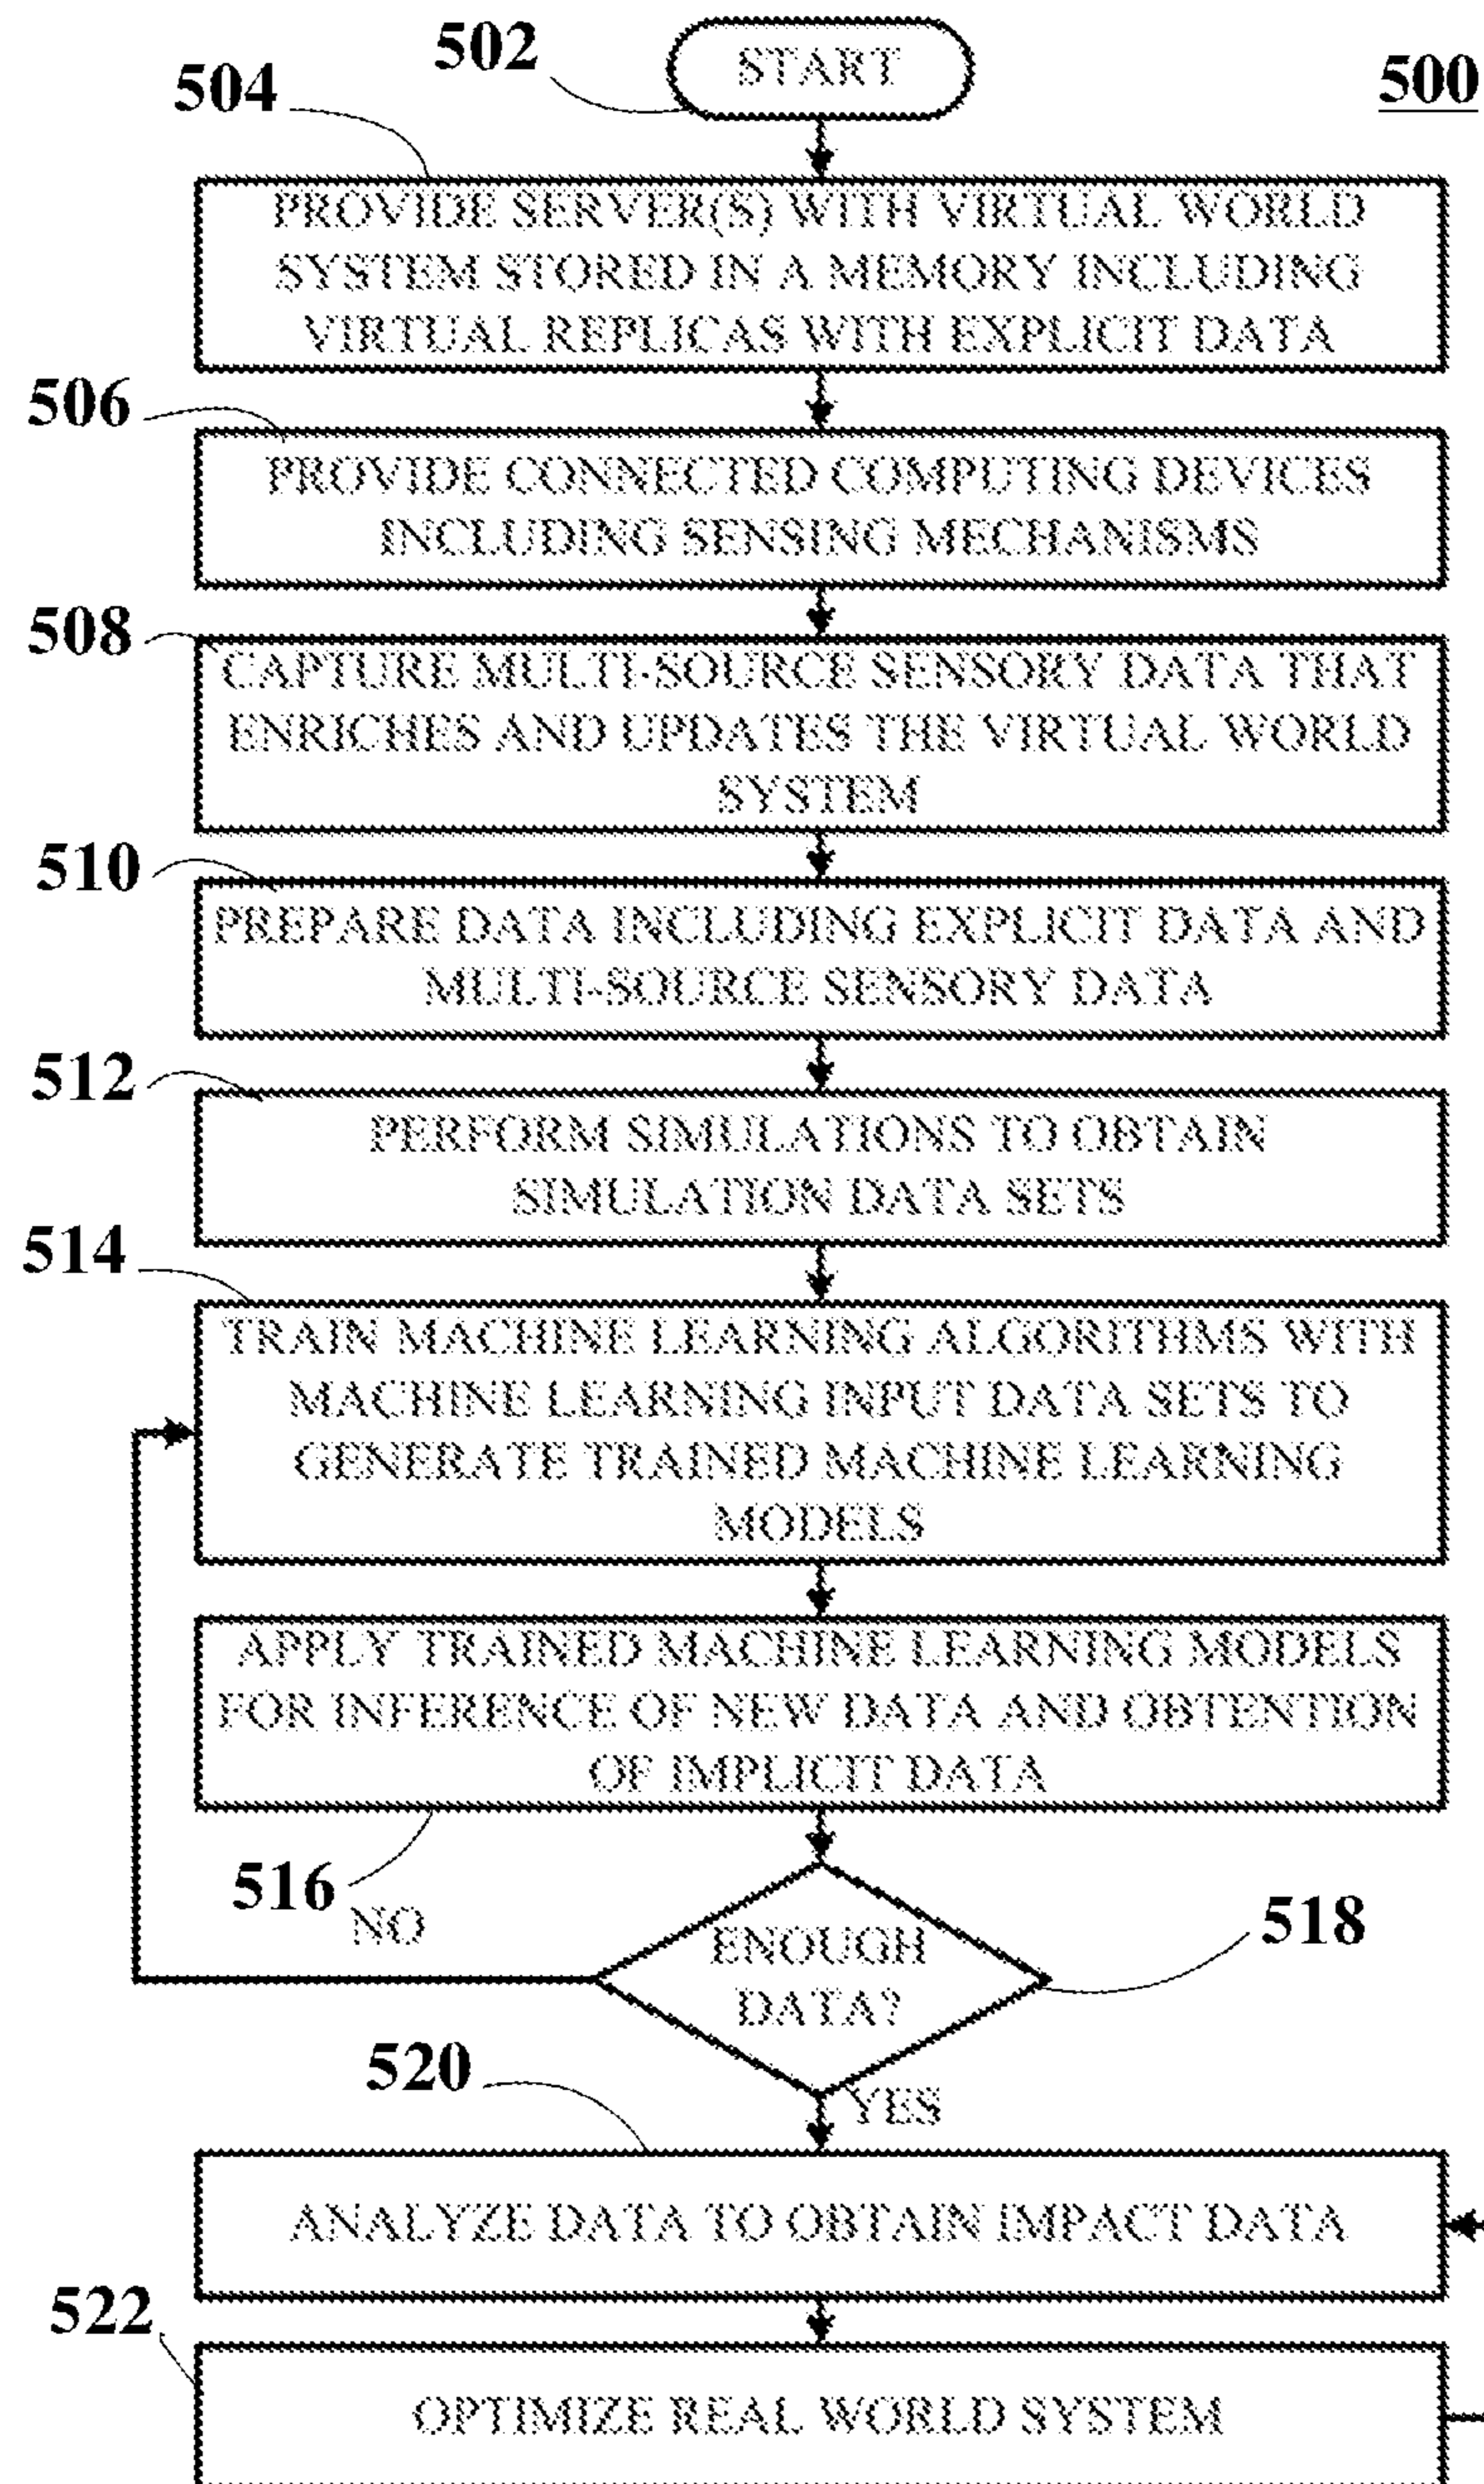 502
START
500
504
PROVIDE SERVER(S) WITH VIRTUAL WORLD
SYSTEM STORED IN A MEMORY INCLUDING
VIRTUAL REPLICAS WITH EXPLICIT DATA
506
PROVIDE CONNECTED COMPUTING DEVICES
INCLUDING SENSING MECHANISMS
508
CAPTURE MULTI-SOURCE SENSORY DATA THAT
ENRICHES AND UPDATES THE VIRTUAL WORLD
SYSTEM
510
PREPARE DATA INCLUDING EXPLICIT DATA AND
MULTI-SOURCE SENSORY DATA
512
PERFORM SIMULATIONS TO OBTAIN
SIMULATION DATA SETS
514
TRAIN MACHINE LEARNING ALGORITHMS WITH
MACHINE LEARNING INPUT DATA SETS TO
GENERATE TRAINED MACHINE LEARNING
MODELS
APPLY TRAINED MACHINE LEARNING MODELS
FOR INFERENCE OF NEW DATA AND OBTENTION
OF IMPLICIT DATA
516
NO
ENOUGH
DATA?
518
520
YES
ANALYZE DATA TO OBTAIN IMPACT DATA
522
OPTIMIZE REAL WORLD SYSTEM